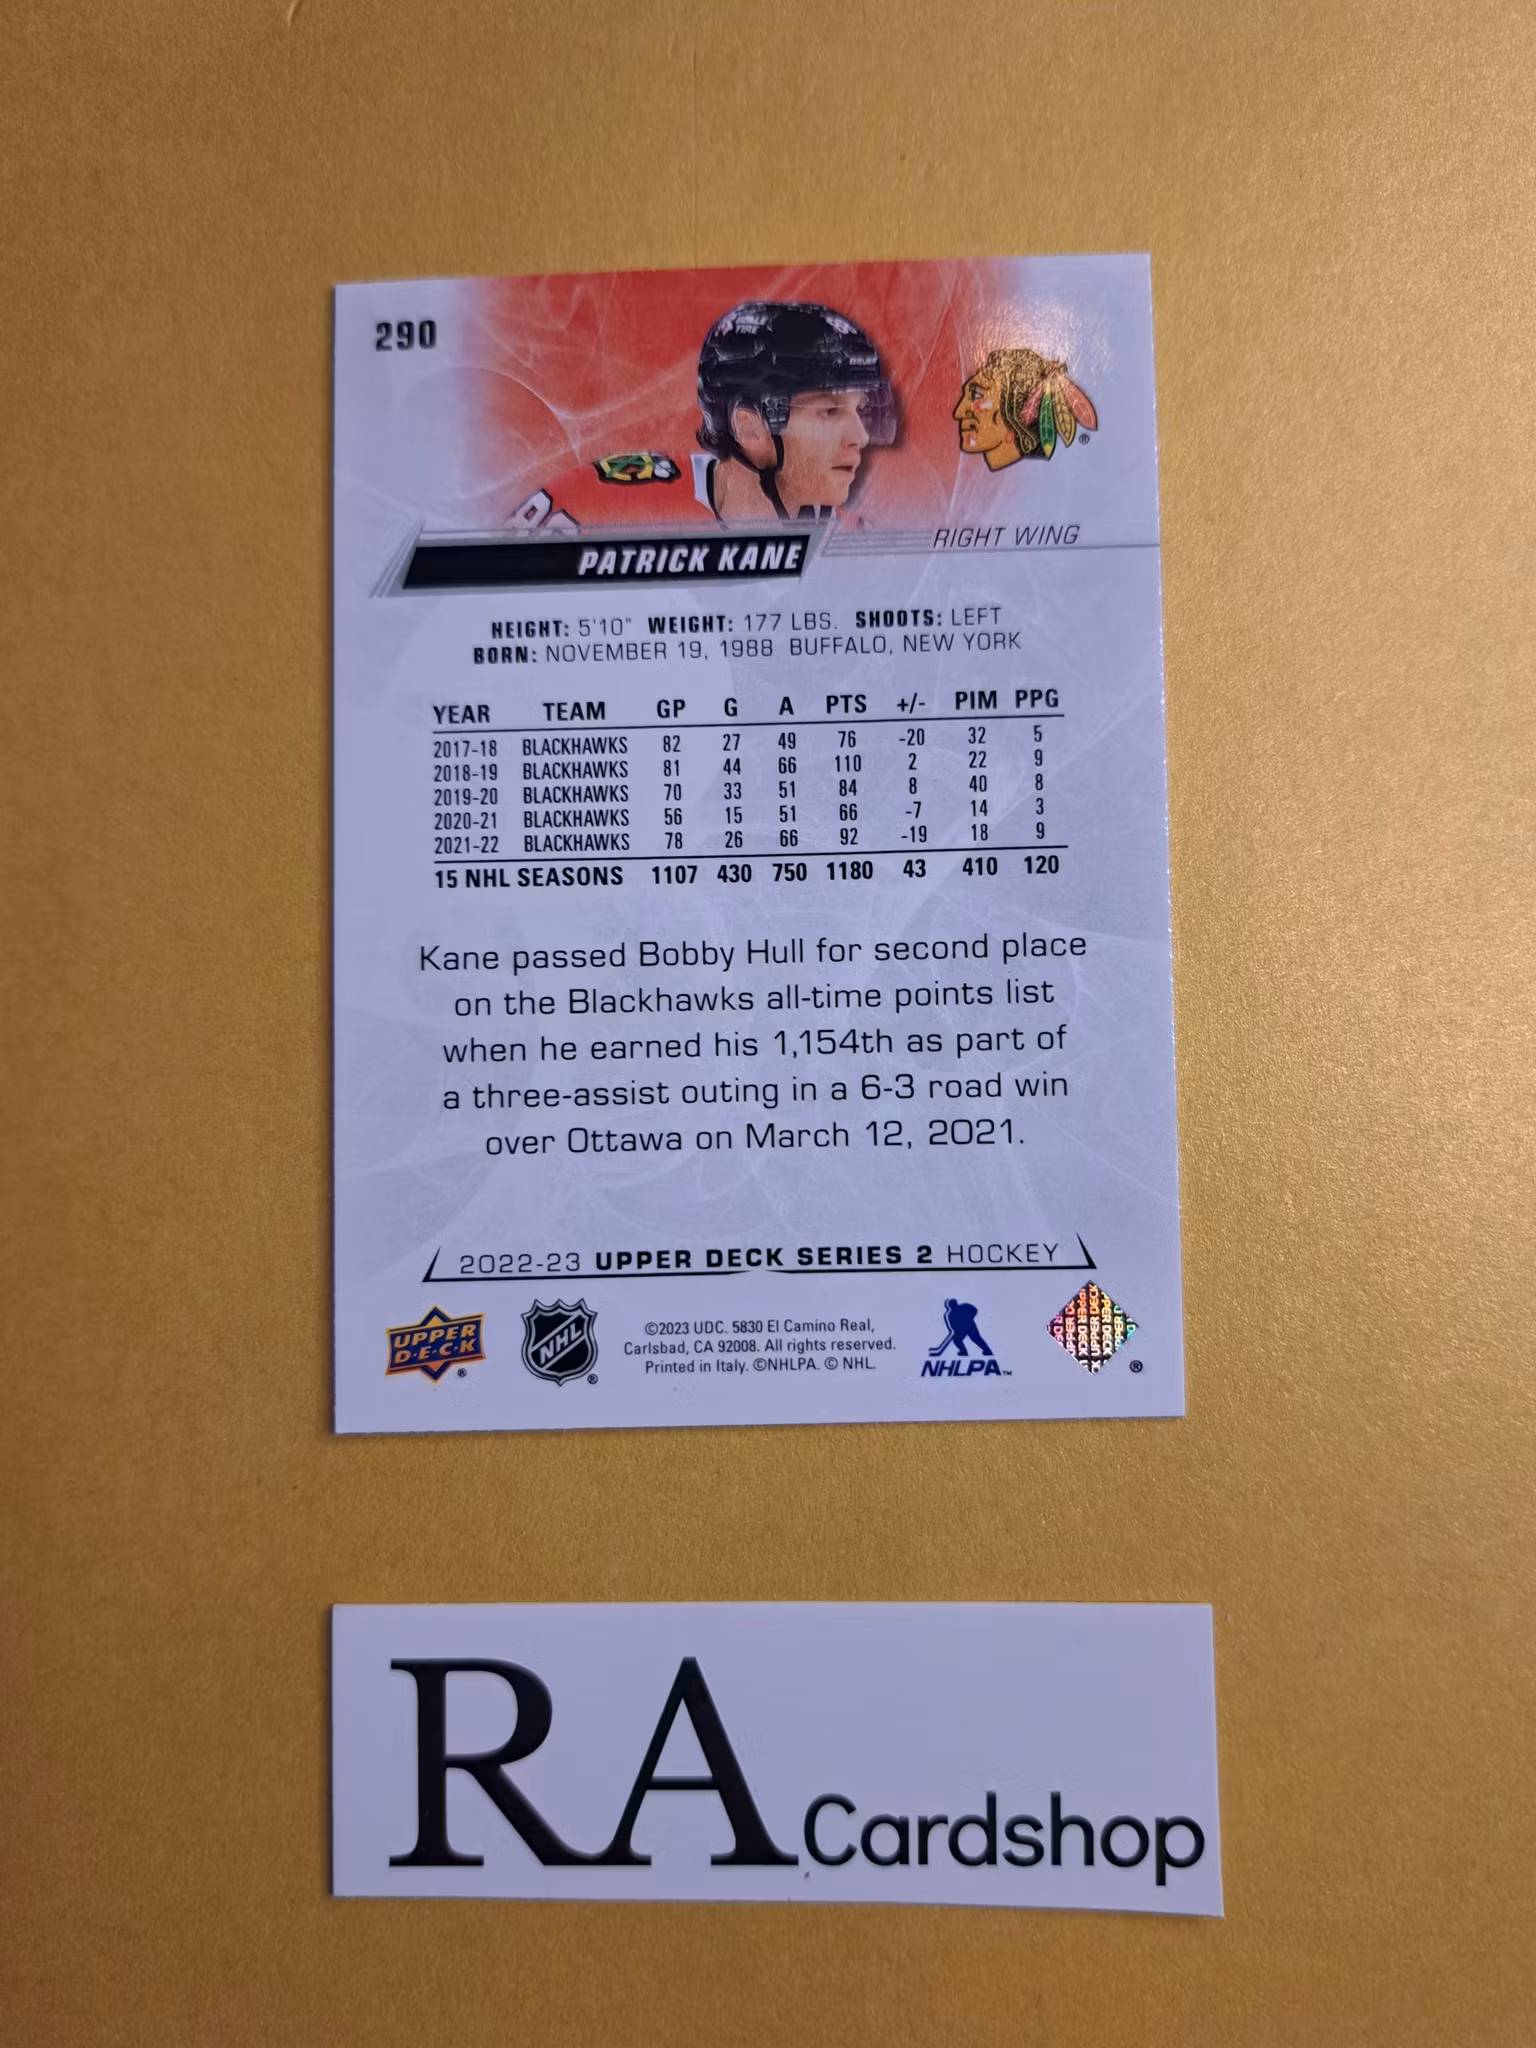 290
RIGHT WING
PATRICK KANE
HEIGHT: 5'10" WEIGHT: 177 LBS. SHOOTS: LEFT
BORN: NOVEMBER 19, 1988 BUFFALO, NEW YORK
YEAR TEAM GP G A PTS +/- PIM PPG
2017-18 BLACKHAWKS 82 27 49 76 -20 32 5
2018-19 BLACKHAWKS 81 44 66 110 2 22 9
2019-20 BLACKHAWKS 70 33 51 84 8 40 8
2020-21 BLACKHAWKS 56 15 51 66 -7 14 3
2021-22 BLACKHAWKS 78 26 66 92 -19 18 9
15 NHL SEASONS 1107 430 750 1180 43 410 120
Kane passed Bobby Hull for second place
on the Blackhawks all-time points list
when he earned his 1,154th as part of
a three-assist outing in a 6-3 road win
over Ottawa on March 12, 2021.
2022-23 UPPER DECK SERIES 2 HOCKEY
UPPER
D·E·C·K ®
NHL ®
©2023 UDC. 5830 El Camino Real,
Carlsbad, CA 92008. All rights reserved.
Printed in Italy. ©NHLPA. © NHL.
NHLPA™
UPPER DECK
®
RA Cardshop